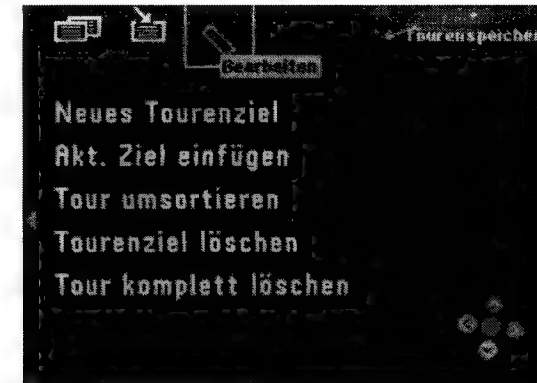 Tourenspeicher
Bearbeiten
Neues Tourenziel
Akt. Ziel einfügen
Tour umsortieren
Tourenziel löschen
Tour komplett löschen